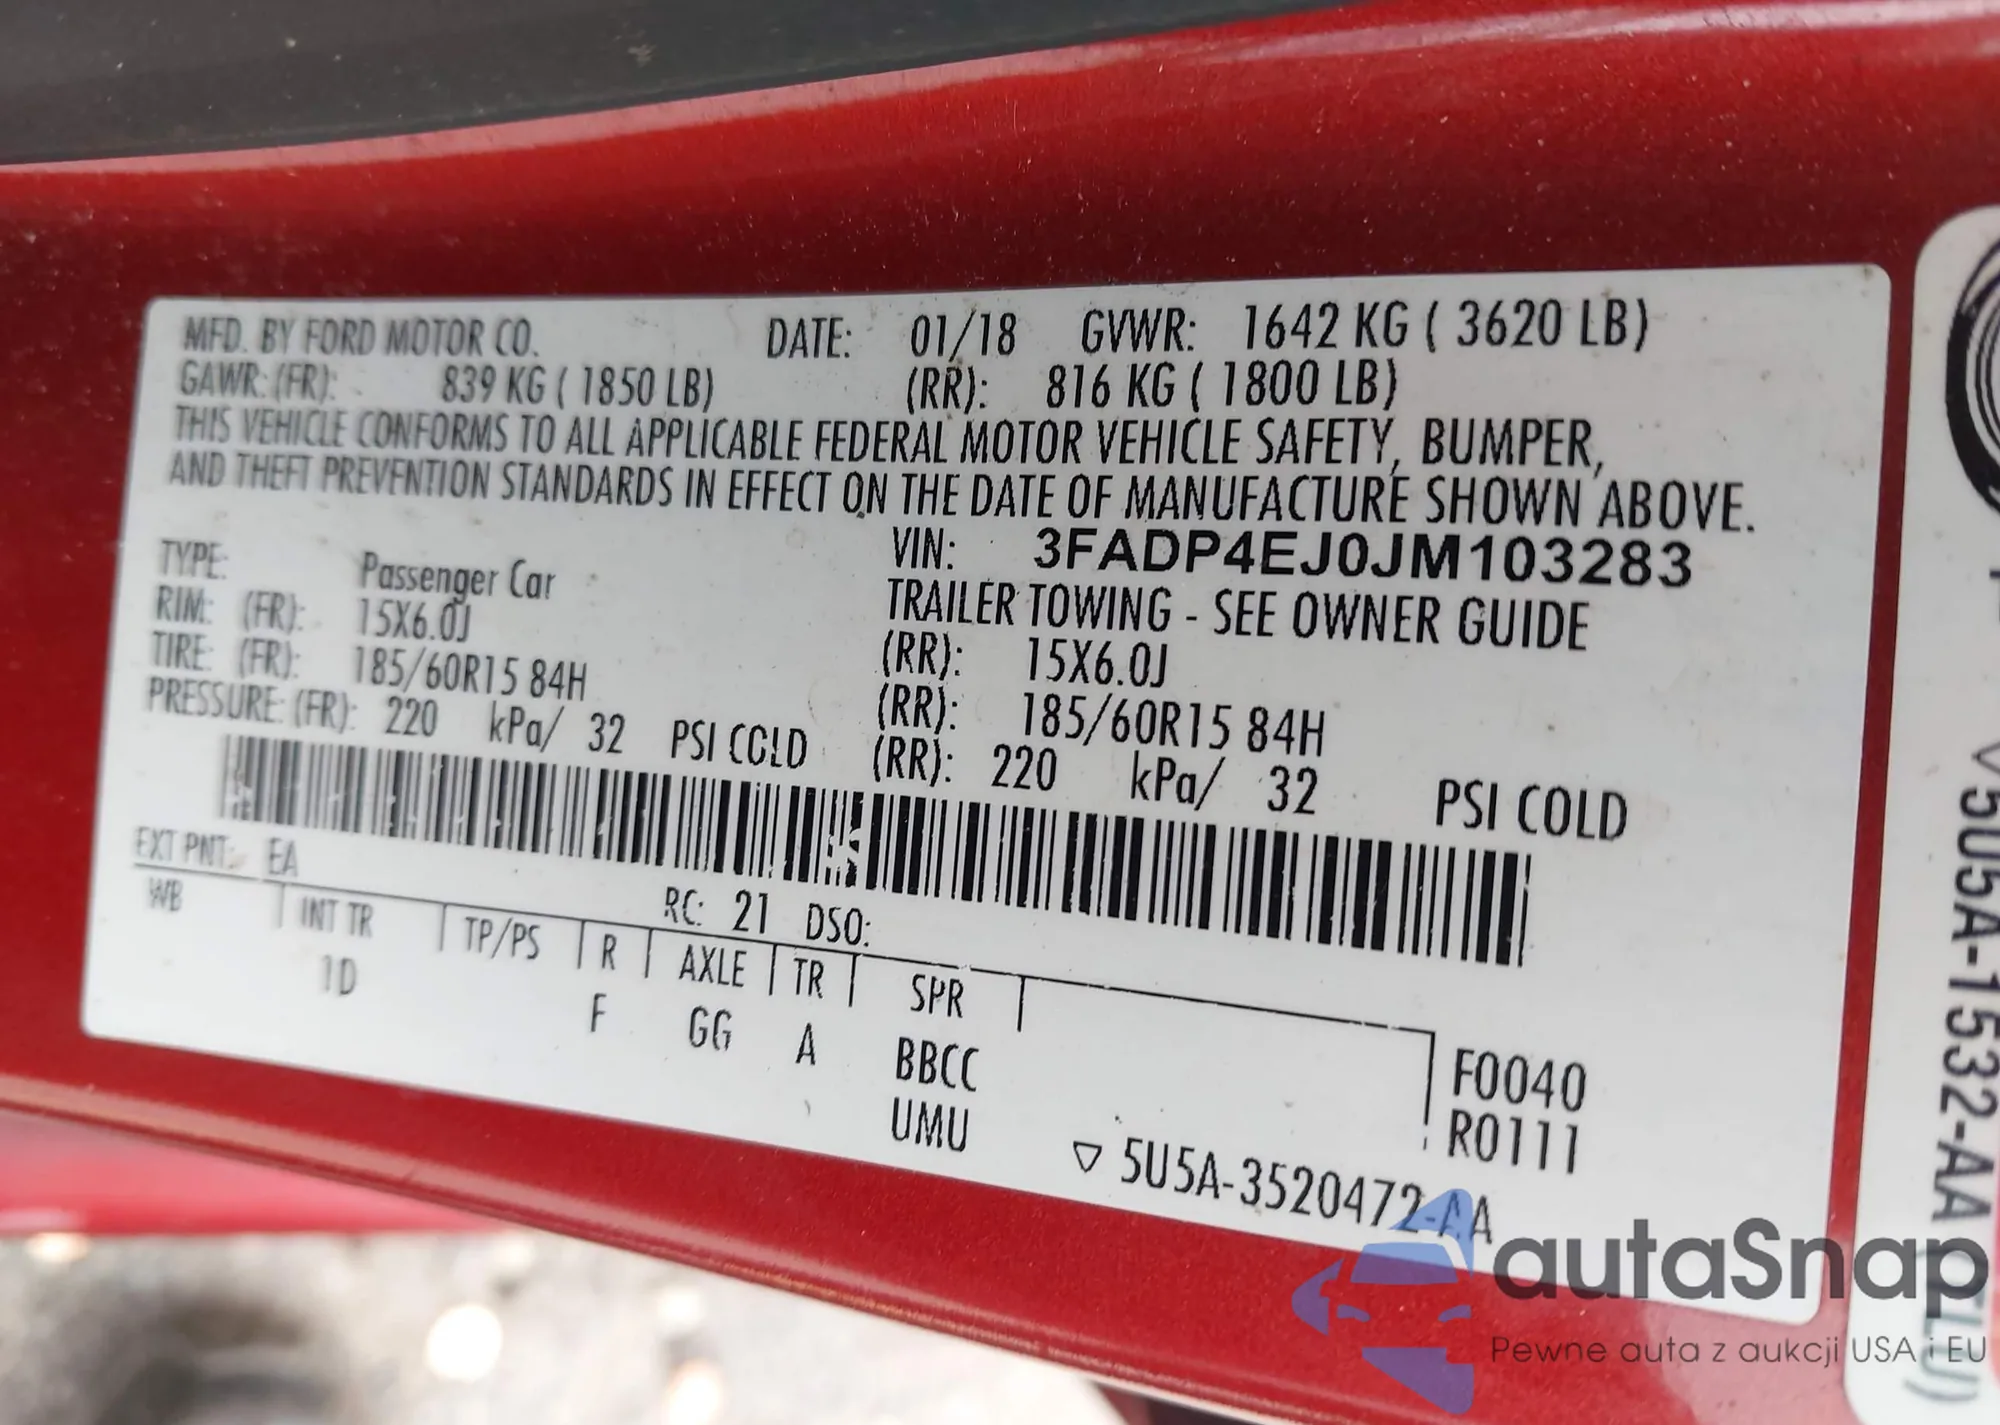 MFD. BY FORD MOTOR CO. DATE: 01/18 GVWR: 1642 KG ( 3620 LB)
GAWR: (FR): 839 KG ( 1850 LB) (RR): 816 KG ( 1800 LB)
THIS VEHICLE CONFORMS TO ALL APPLICABLE FEDERAL MOTOR VEHICLE SAFETY, BUMPER,
AND THEFT PREVENTION STANDARDS IN EFFECT ON THE DATE OF MANUFACTURE SHOWN ABOVE.
VIN: 3FADP4EJ0JM103283
TYPE: Passenger Car TRAILER TOWING - SEE OWNER GUIDE
RIM: (FR): 15X6.0J (RR): 15X6.0J
TIRE: (FR): 185/60R15 84H (RR): 185/60R15 84H
PRESSURE: (FR): 220 kPa/ 32 PSI COLD (RR): 220 kPa/ 32 PSI COLD
EXT PNT: EA RC: 21 DSO:
WB INT TR TP/PS R AXLE TR SPR
1D F GG A BBCC F0040
UMU R0111
▽ 5U5A-3520472-AA
▽5U5A-1532-AA
autaSnap
Pewne auta z aukcji USA i EU